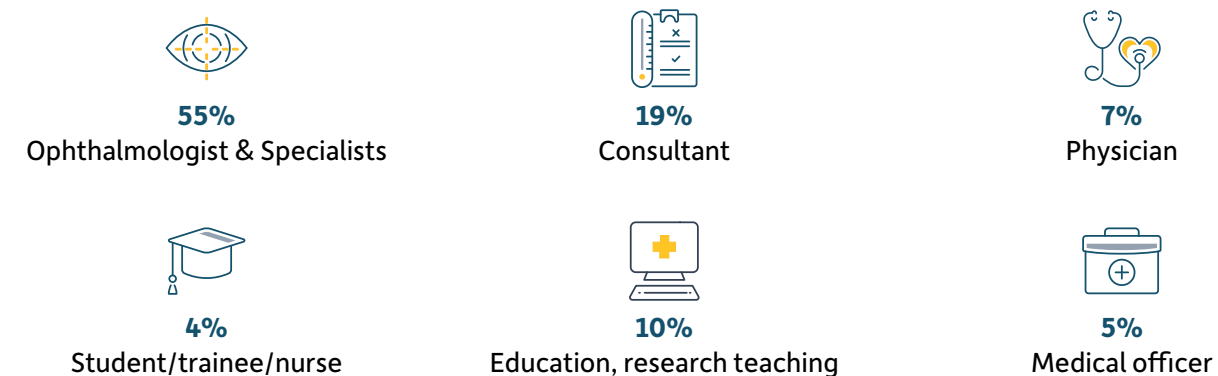 55%
Ophthalmologist & Specialists
19%
Consultant
7%
Physician
4%
Student/trainee/nurse
10%
Education, research teaching
5%
Medical officer